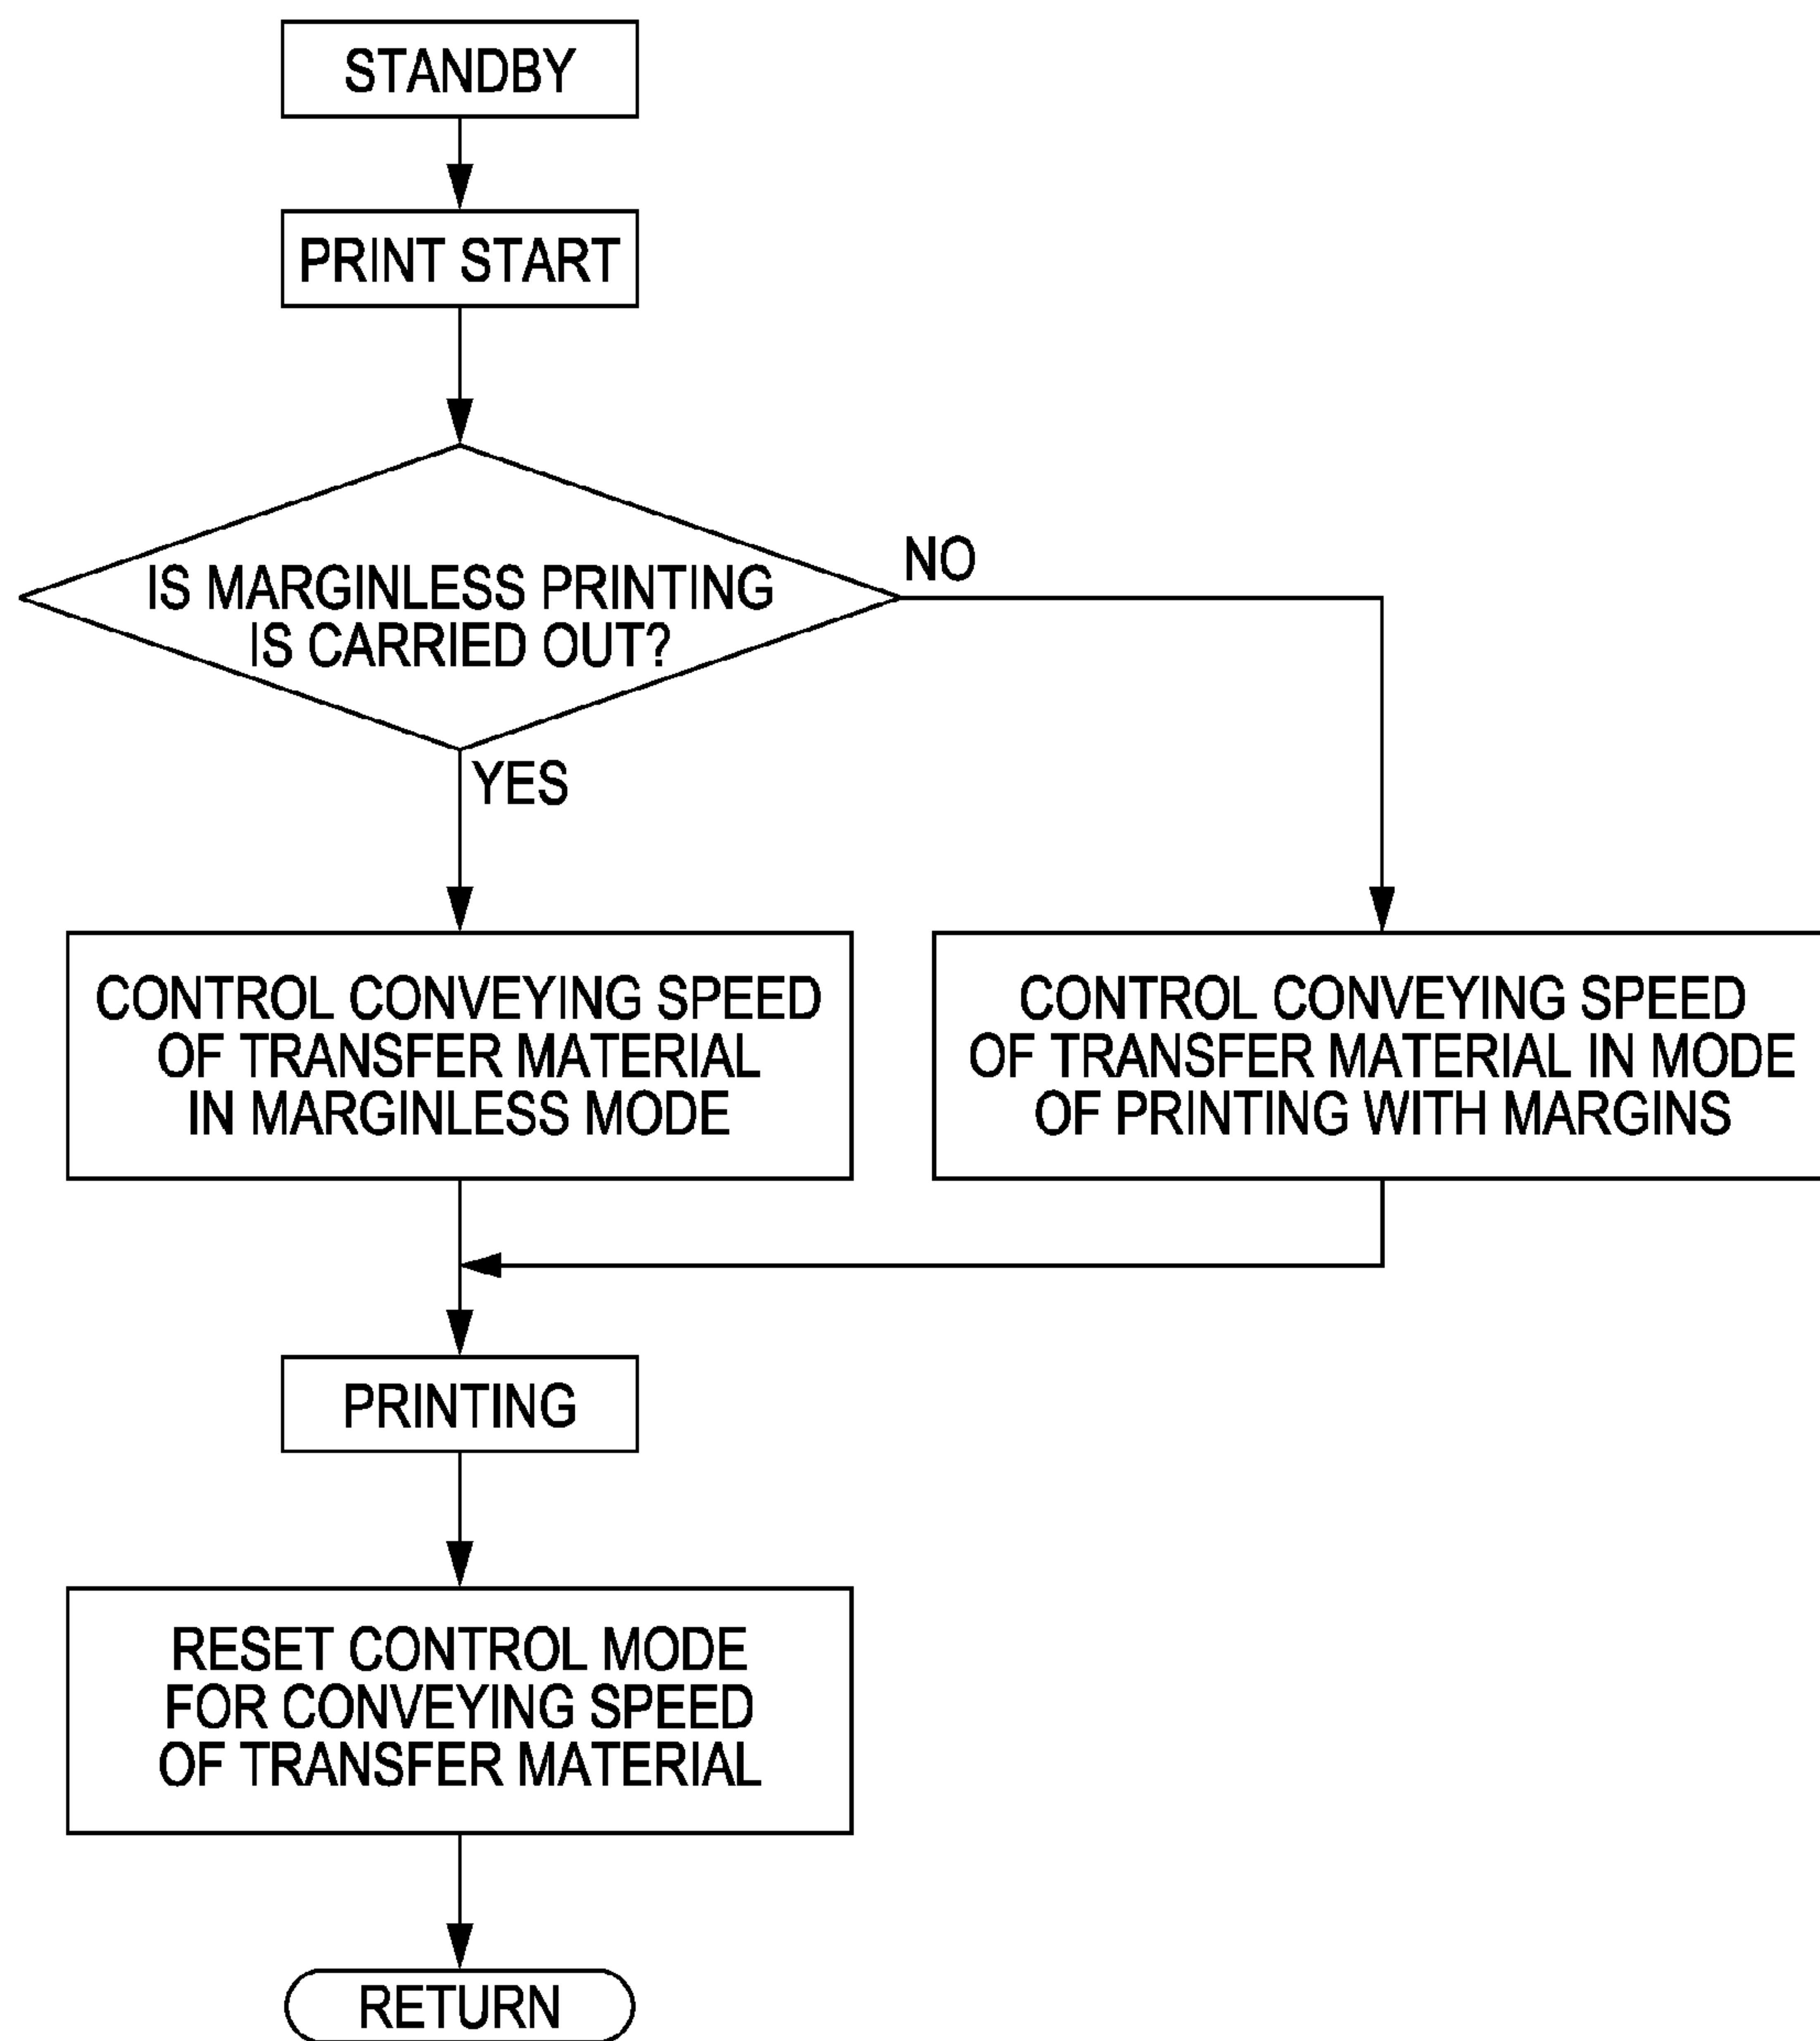 STANDBY
PRINT START
IS MARGINLESS PRINTING
IS CARRIED OUT?
NO
YES
CONTROL CONVEYING SPEED
OF TRANSFER MATERIAL
IN MARGINLESS MODE
CONTROL CONVEYING SPEED
OF TRANSFER MATERIAL IN MODE
OF PRINTING WITH MARGINS
PRINTING
RESET CONTROL MODE
FOR CONVEYING SPEED
OF TRANSFER MATERIAL
RETURN